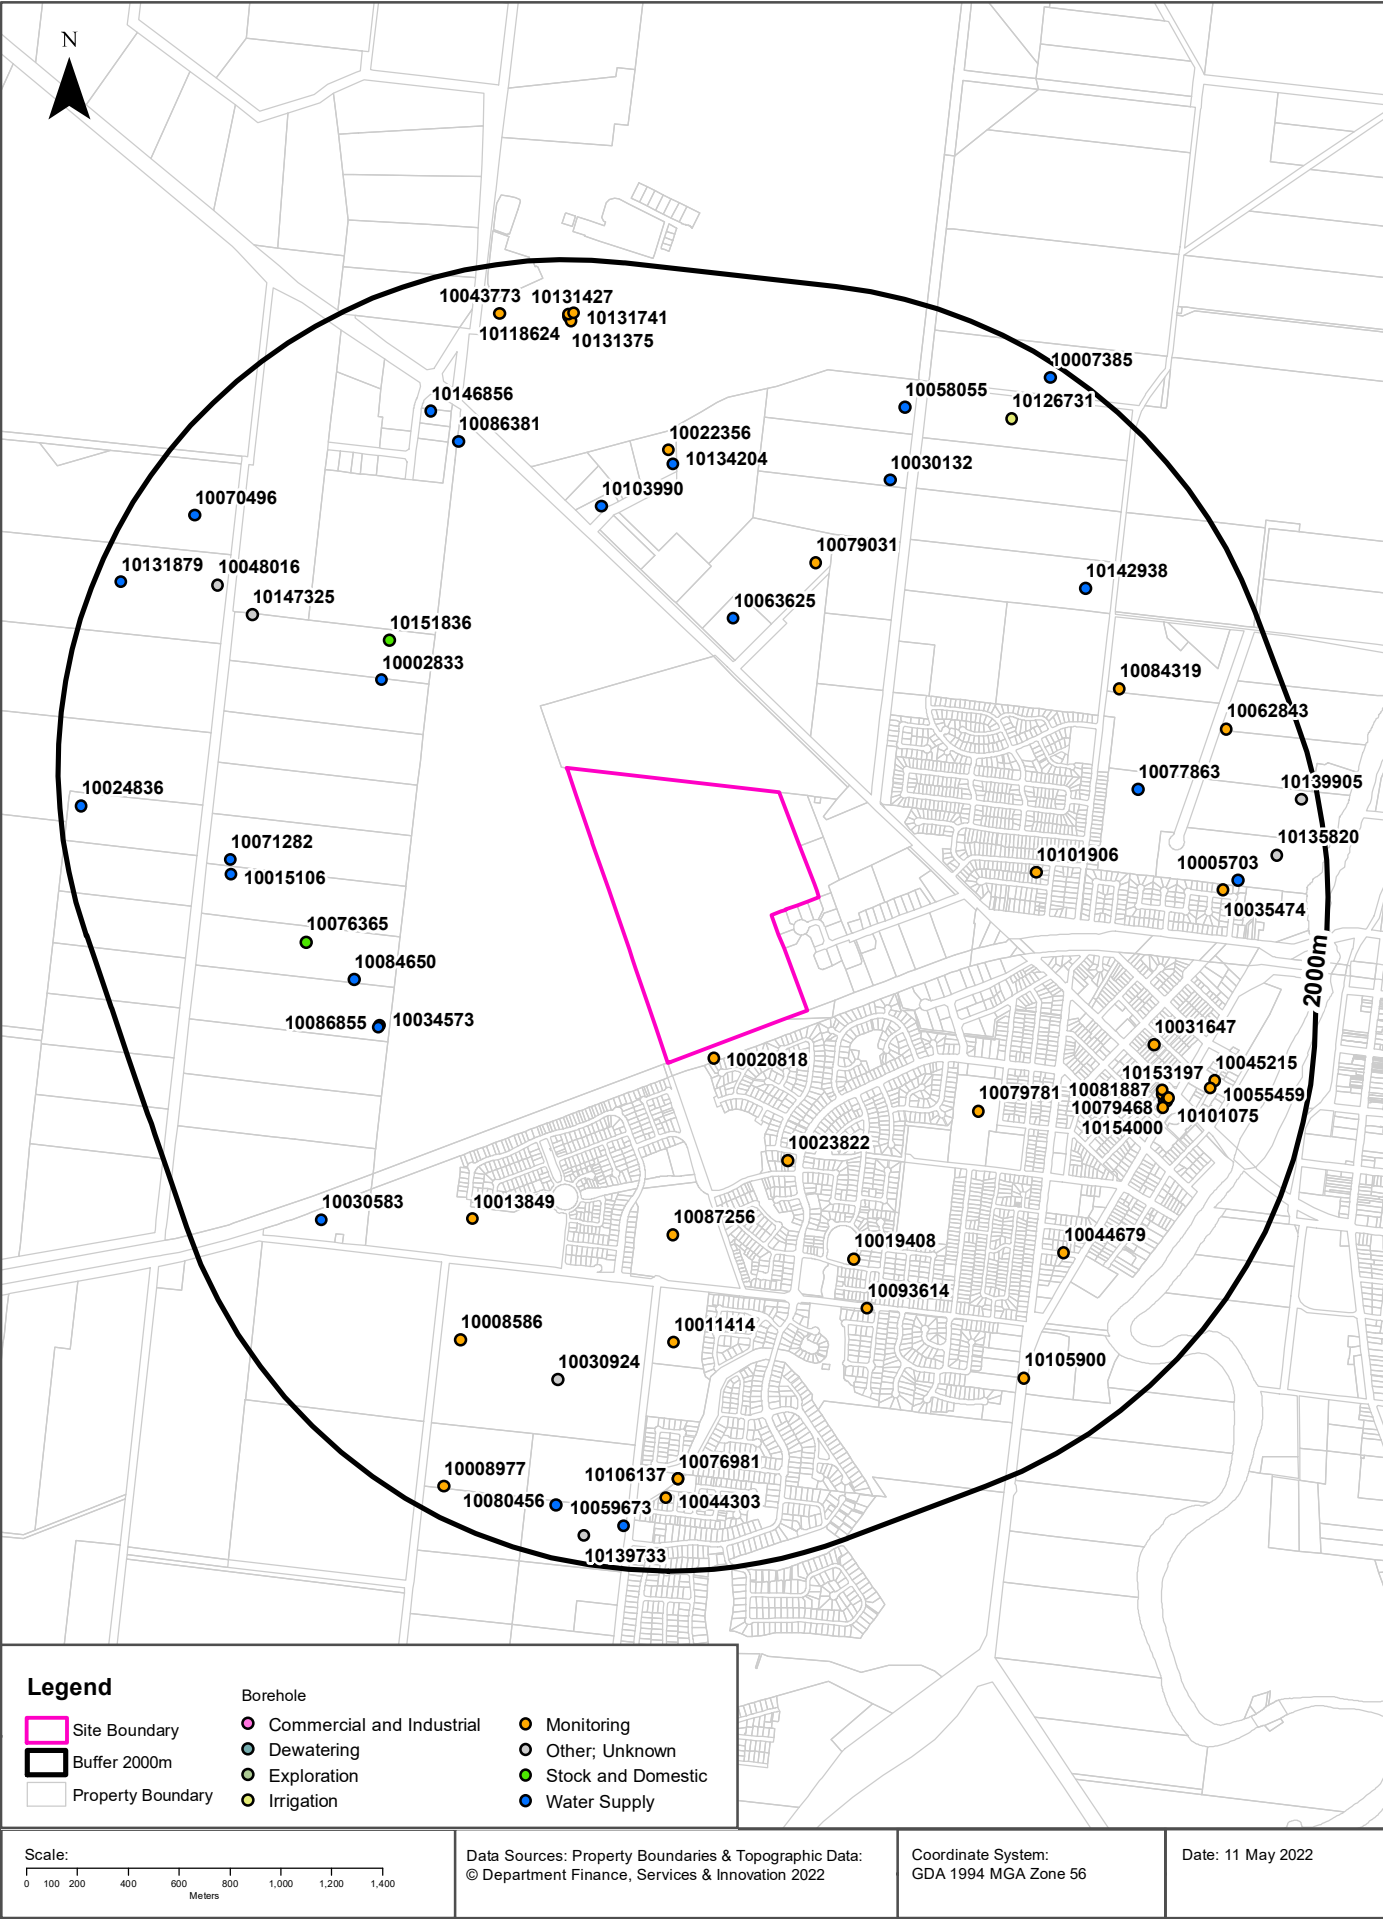 N
10043773
10131427
10131741
10118624
10131375
10007385
10146856
10058055
10126731
10086381
10022356
10134204
10030132
10103990
10070496
10079031
10131879
10048016
10142938
10147325
10063625
10151836
10002833
10084319
10062843
10024836
10077863
10139905
10071282
10015106
10101906
10135820
10005703
10035474
10076365
10084650
2000m
10086855
10034573
10031647
10020818
10153197
10045215
10079781
10081887
10055459
10079468
10101075
10154000
10023822
10030583
10013849
10087256
10019408
10044679
10093614
10008586
10011414
10030924
10105900
10008977
10106137
10076981
10080456
10059673
10044303
10139733
Legend
Site Boundary
Buffer 2000m
Property Boundary
Borehole
Commercial and Industrial
Dewatering
Exploration
Irrigation
Monitoring
Other; Unknown
Stock and Domestic
Water Supply
Scale:
0 100 200 400 600 800 1,000 1,200 1,400
Meters
Data Sources: Property Boundaries & Topographic Data:
© Department Finance, Services & Innovation 2022
Coordinate System:
GDA 1994 MGA Zone 56
Date: 11 May 2022